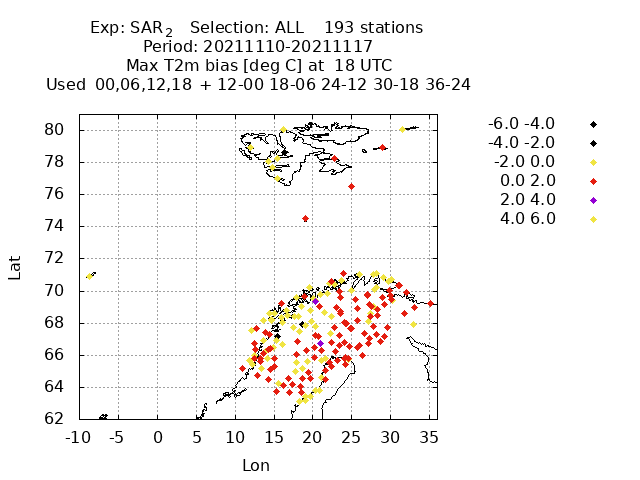 Exp: SAR2 Selection: ALL 193 stations
Period: 20211110-20211117
Max T2m bias [deg C] at 18 UTC
Used 00,06,12,18 + 12-00 18-06 24-12 30-18 36-24
-6.0 -4.0
-4.0 -2.0
-2.0 0.0
0.0 2.0
2.0 4.0
4.0 6.0
Lat
80
78
76
74
72
70
68
66
64
62
-10 -5 0 5 10 15 20 25 30 35
Lon